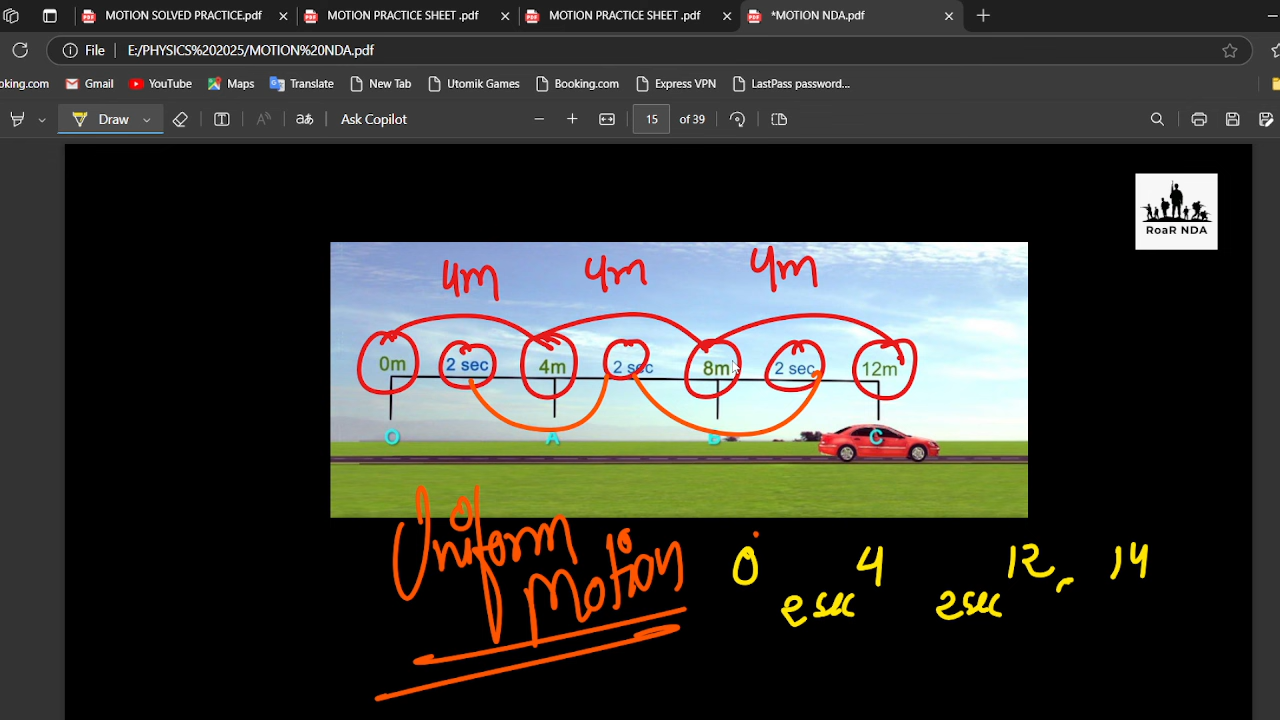 MOTION SOLVED PRACTICE.pdf
MOTION PRACTICE SHEET .pdf
MOTION PRACTICE SHEET .pdf
*MOTION NDA.pdf
File
E:/PHYSICS%202025/MOTION%20NDA.pdf
oking.com Gmail YouTube Maps Translate New Tab Utomik Games Booking.com Express VPN LastPass password...
Draw
Ask Copilot
15 of 39
RoaR NDA
4m 4m 4m
0m 2 sec 4m 2 sec 8m 2 sec 12m
O A B C
Uniform
Motion
0 4 12, 14
2sec 2sec